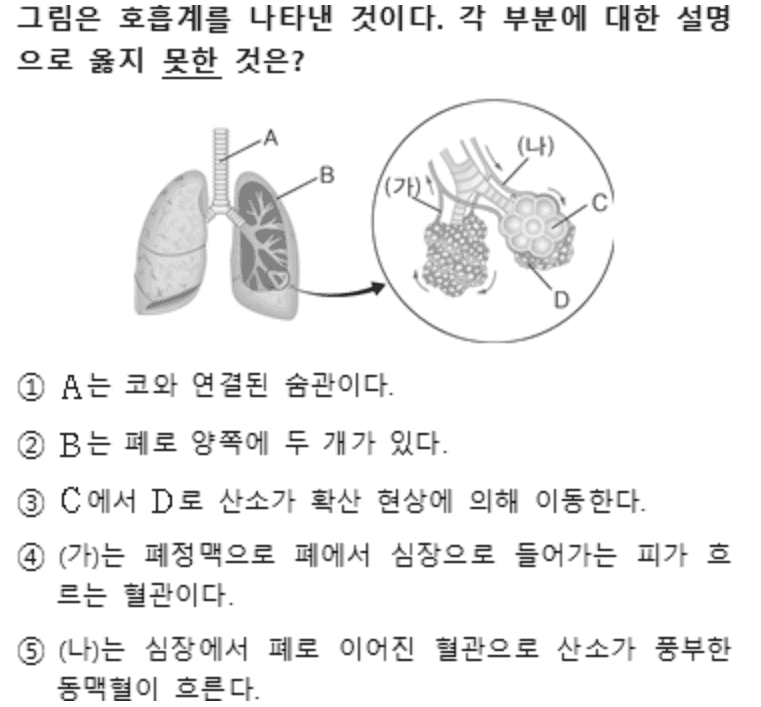 그림은 호흡계를 나타낸 것이다. 각 부분에 대한 설명
으로 옳지 못한 것은?
A
B
(가)
(나)
C
D
① A는 코와 연결된 숨관이다.
② B는 폐로 양쪽에 두 개가 있다.
③ C에서 D로 산소가 확산 현상에 의해 이동한다.
④ (가)는 폐정맥으로 폐에서 심장으로 들어가는 피가 흐
르는 혈관이다.
⑤ (나)는 심장에서 폐로 이어진 혈관으로 산소가 풍부한
동맥혈이 흐른다.